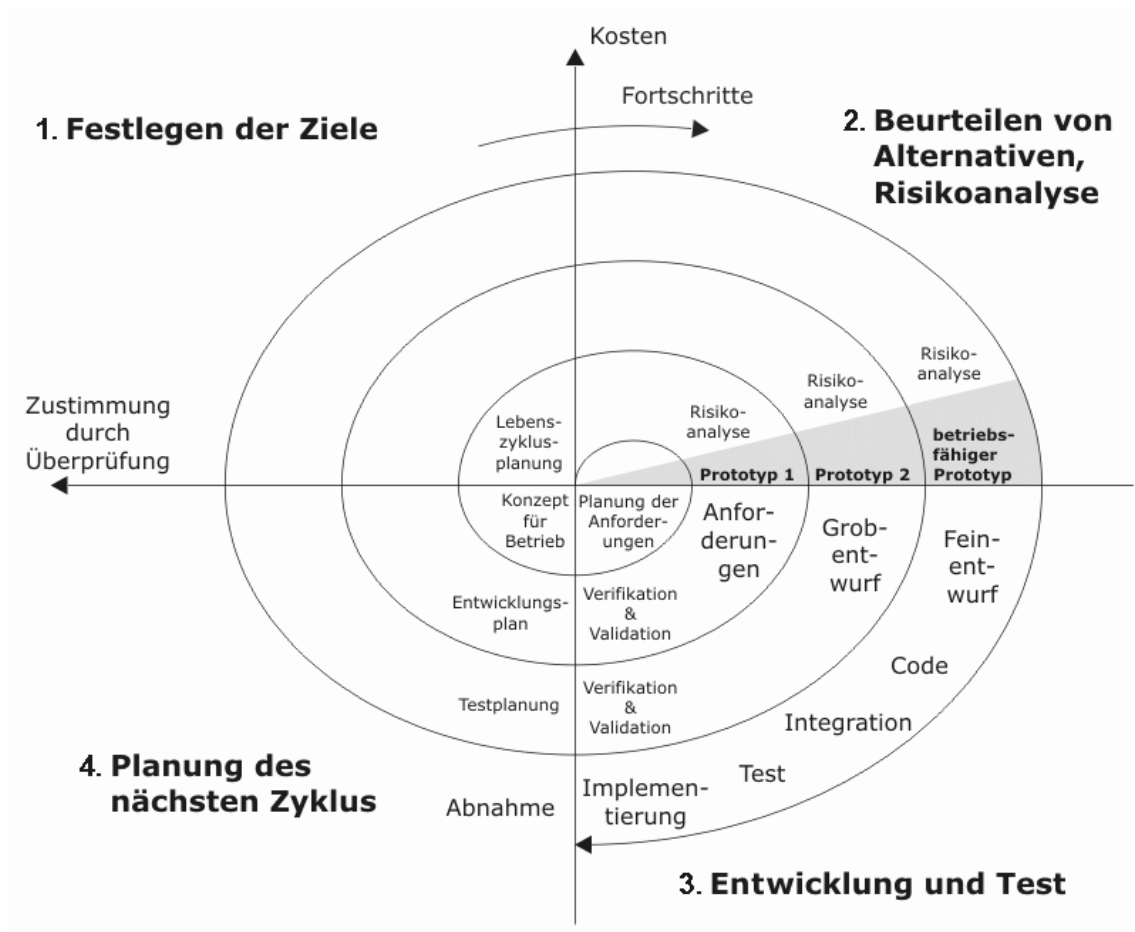 Kosten
Fortschritte
1. Festlegen der Ziele
2. Beurteilen von
Alternativen,
Risikoanalyse
Zustimmung
durch
Überprüfung
Lebens-
zyklus-
planung
Risiko-
analyse
Risiko-
analyse
Risiko-
analyse
Prototyp 1
Prototyp 2
betriebs-
fähiger
Prototyp
Konzept
für
Betrieb
Planung der
Anforder-
ungen
Anfor-
derun-
gen
Grob-
ent-
wurf
Fein-
ent-
wurf
Entwicklungs-
plan
Verifikation
&
Validation
Code
Testplanung
Verifikation
&
Validation
Integration
Test
Implemen-
tierung
Abnahme
4. Planung des
nächsten Zyklus
3. Entwicklung und Test